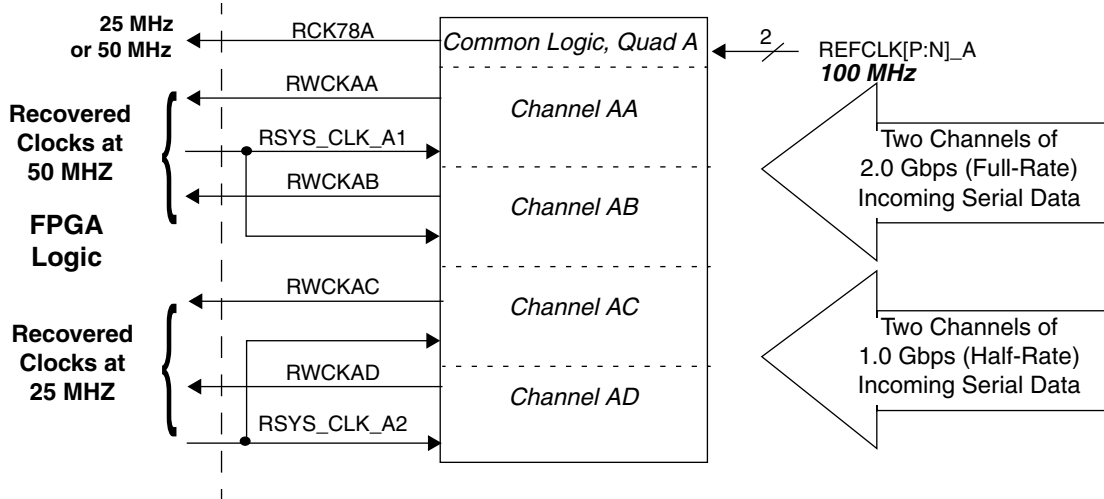 25 MHz
or 50 MHz
RCK78A
Common Logic, Quad A
2
REFCLK[P:N]_A
100 MHz
RWCKAA
Channel AA
Recovered
Clocks at
50 MHZ
RSYS_CLK_A1
RWCKAB
Channel AB
Two Channels of
2.0 Gbps (Full-Rate)
Incoming Serial Data
FPGA
Logic
RWCKAC
Channel AC
Recovered
Clocks at
25 MHZ
RWCKAD
Channel AD
RSYS_CLK_A2
Two Channels of
1.0 Gbps (Half-Rate)
Incoming Serial Data